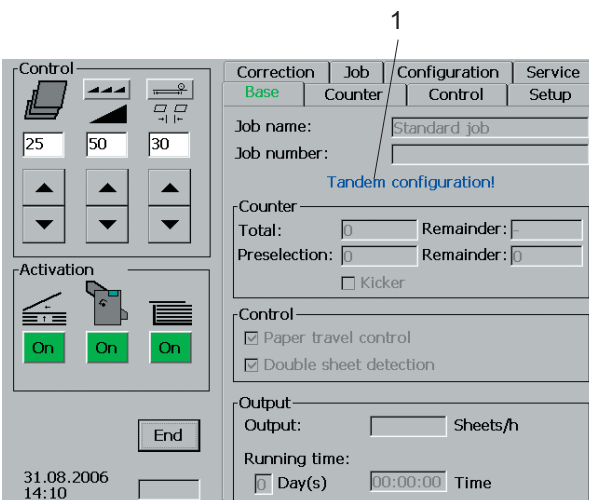 1
Control
25 50 30
Activation
On On On
End
31.08.2006
14:10
Correction Job Configuration Service
Base Counter Control Setup
Job name: Standard job
Job number:
Tandem configuration!
Counter
Total: 0 Remainder: -
Preselection: 0 Remainder: 0
Kicker
Control
Paper travel control
Double sheet detection
Output
Output: Sheets/h
Running time:
0 Day(s) 00:00:00 Time